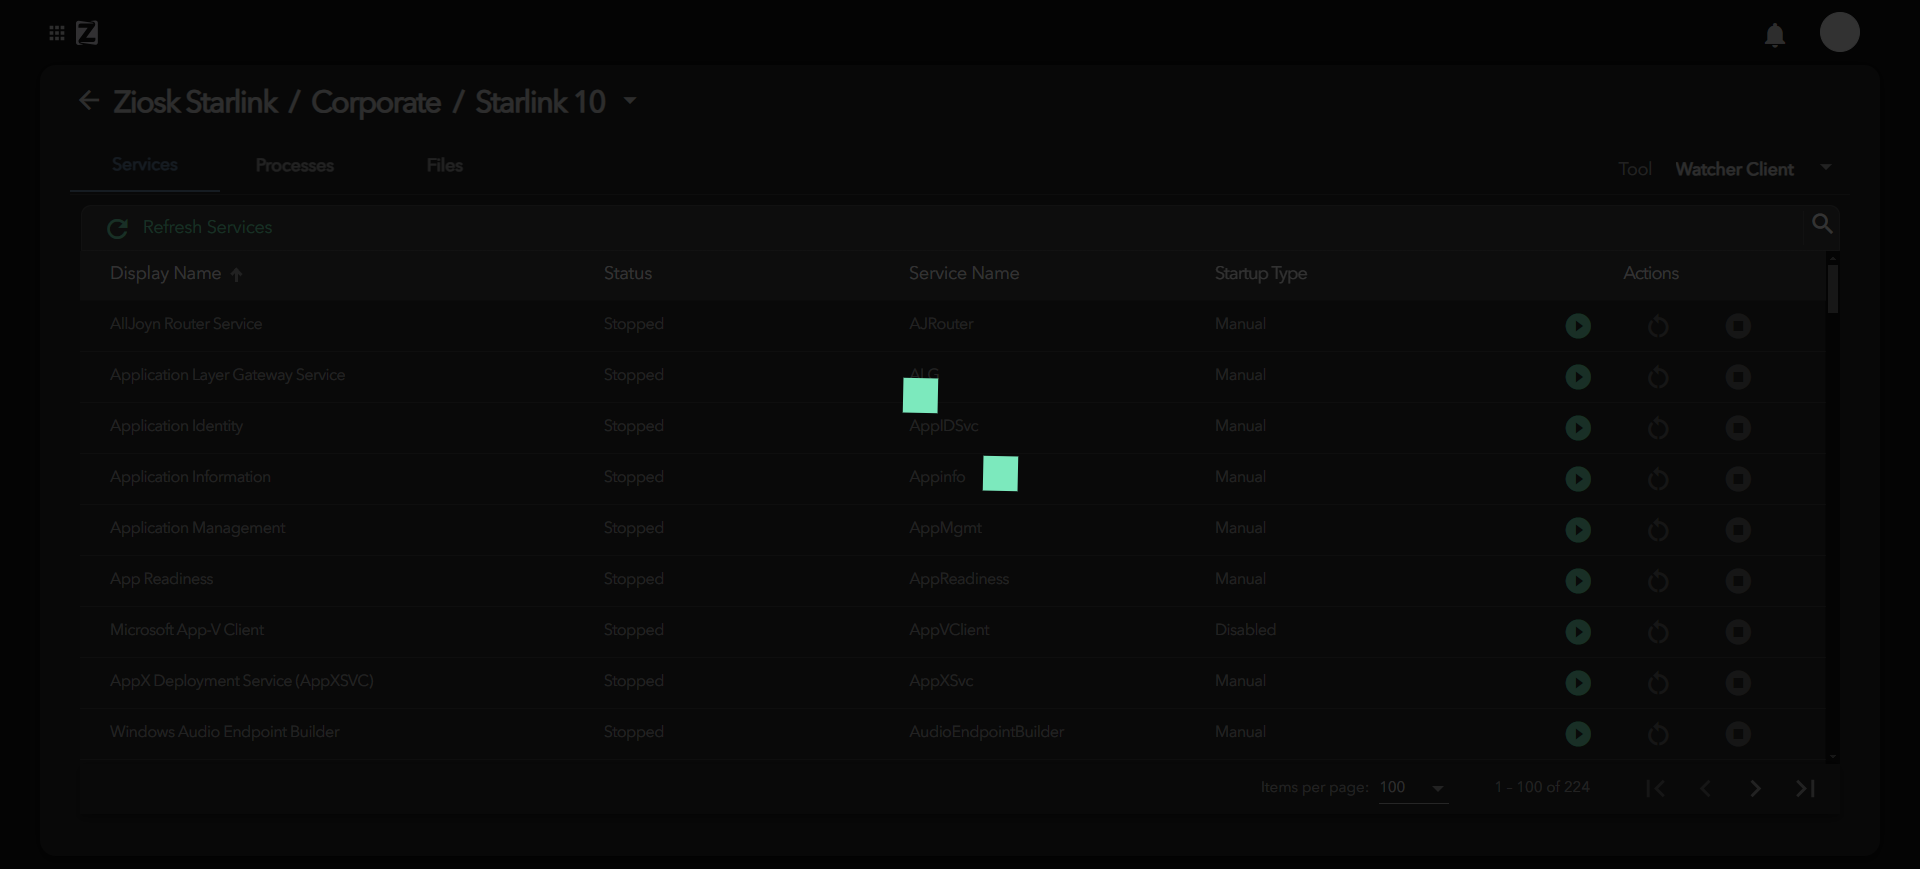 Z
Ziosk Starlink / Corporate / Starlink 10
Services Processes Files Tool Watcher Client
Refresh Services
Display Name Status Service Name Startup Type Actions
AllJoyn Router Service Stopped AJRouter Manual
Application Layer Gateway Service Stopped ALG Manual
Application Identity Stopped AppIDSvc Manual
Application Information Stopped Appinfo Manual
Application Management Stopped AppMgmt Manual
App Readiness Stopped AppReadiness Manual
Microsoft App-V Client Stopped AppVClient Disabled
AppX Deployment Service (AppXSVC) Stopped AppXSvc Manual
Windows Audio Endpoint Builder Stopped AudioEndpointBuilder Manual
Items per page: 100 1 - 100 of 224